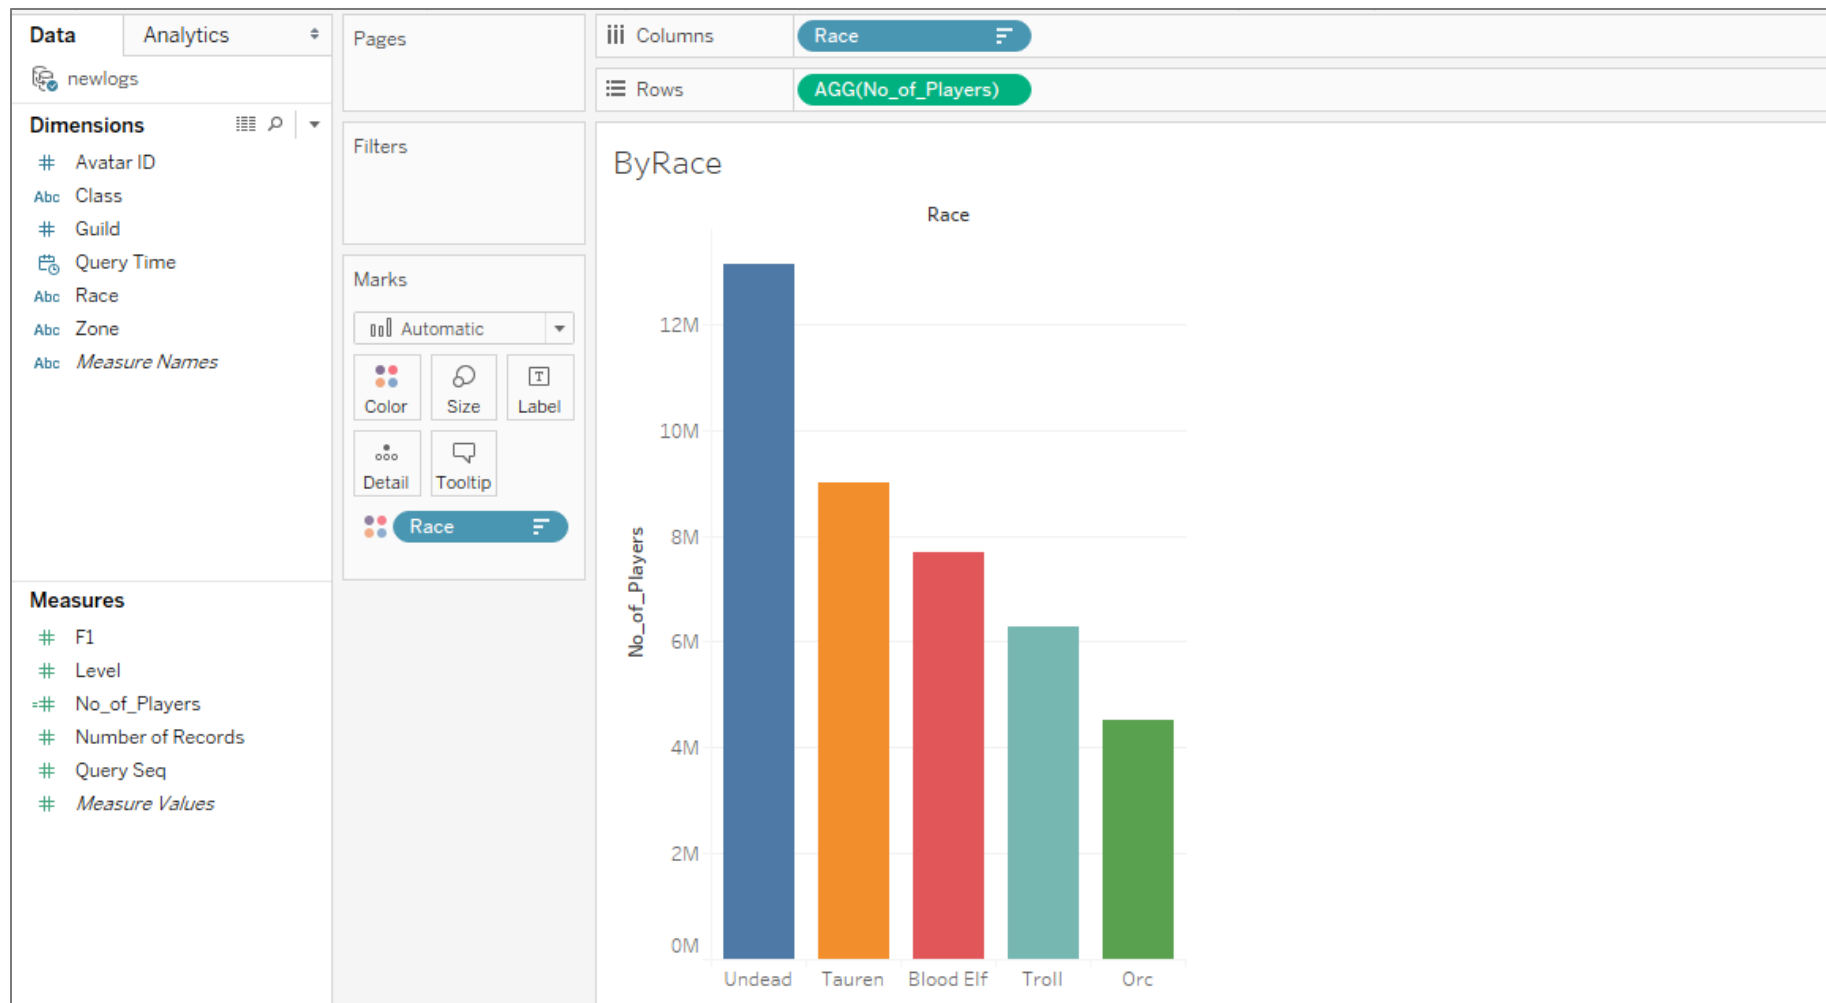 Data
Analytics
newlogs
Dimensions
Avatar ID
Abc Class
Guild
Query Time
Abc Race
Abc Zone
Abc Measure Names
Measures
F1
Level
=# No_of_Players
Number of Records
Query Seq
Measure Values
Pages
Filters
Marks
Automatic
Color
Size
T
Label
Detail
Tooltip
Race
Columns
Race
Rows
AGG(No_of_Players)
ByRace
Race
No_of_Players
12M
10M
8M
6M
4M
2M
0M
Undead
Tauren
Blood Elf
Troll
Orc